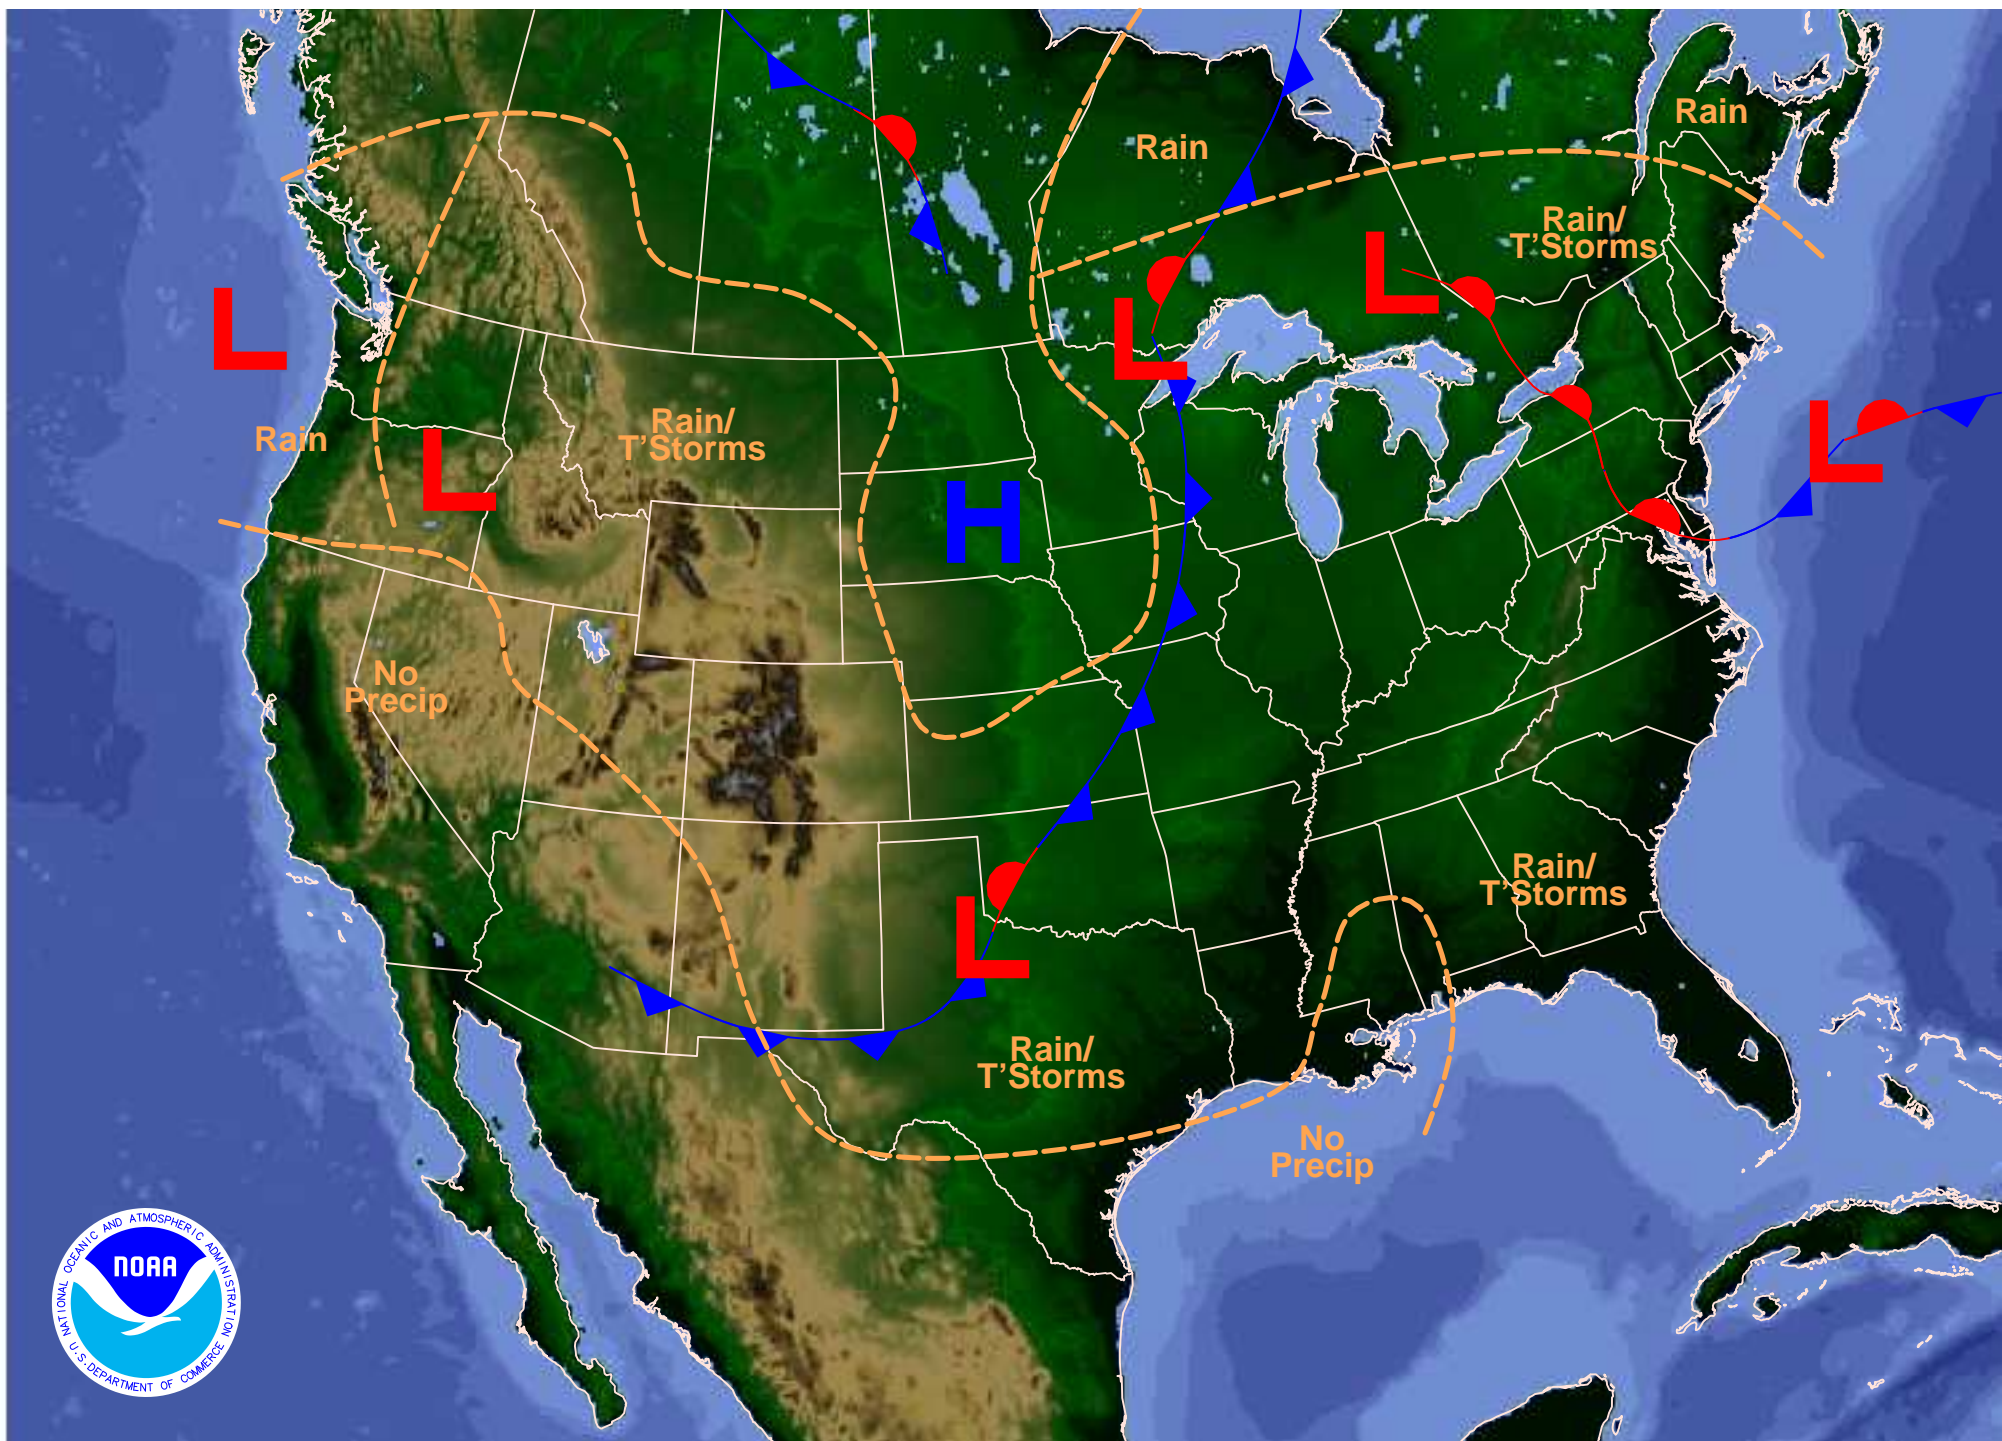 Rain
Rain
Rain/
T'Storms
L
L
L
Rain/
T'Storms
Rain
L
L
H
No
Precip
Rain/
T'Storms
L
Rain/
T'Storms
No
Precip
NATIONAL OCEANIC AND ATMOSPHERIC ADMINISTRATION
NOAA
U.S. DEPARTMENT OF COMMERCE